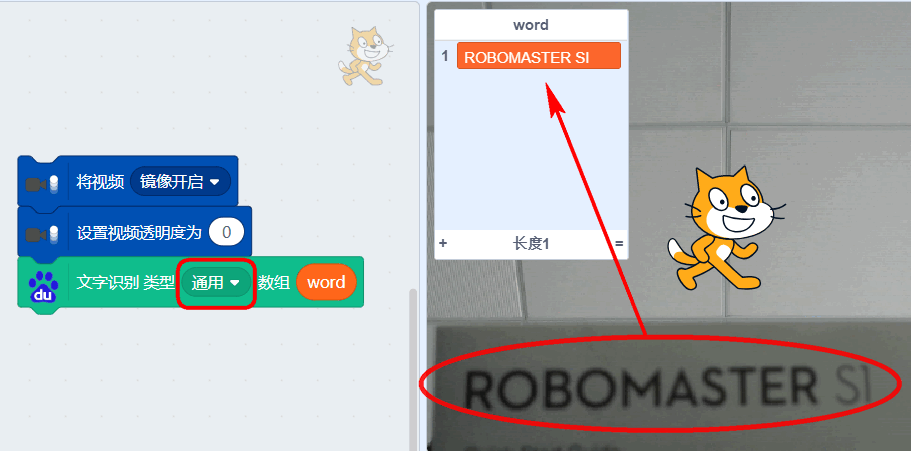 将视频 镜像开启
设置视频透明度为 0
du 文字识别 类型 通用 数组 word
word
1 ROBOMASTER SI
+ 长度1 =
ROBOMASTER S1